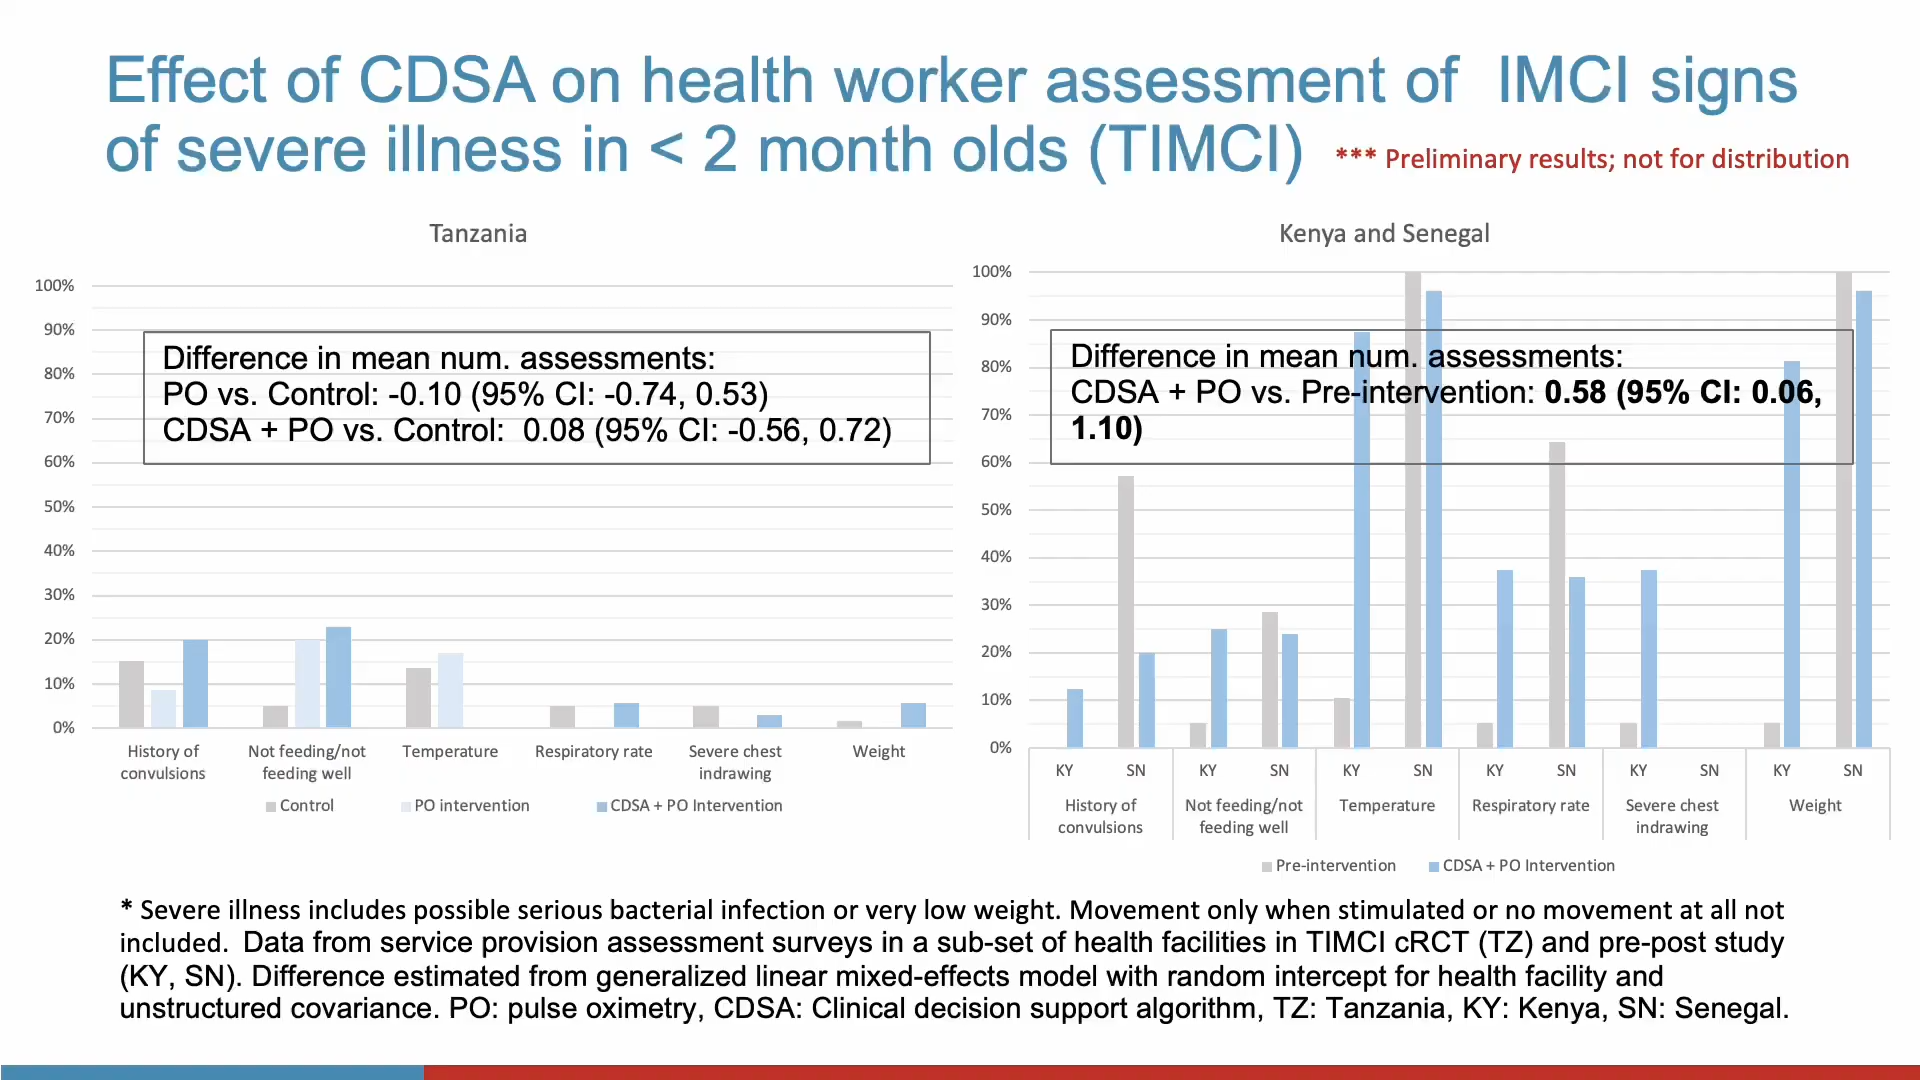 Effect of CDSA on health worker assessment of IMCI signs
of severe illness in < 2 month olds (TIMCI) *** Preliminary results; not for distribution
Tanzania
100%
90%
80%
70%
60%
50%
40%
30%
20%
10%
0%
Difference in mean num. assessments:
PO vs. Control: -0.10 (95% CI: -0.74, 0.53)
CDSA + PO vs. Control: 0.08 (95% CI: -0.56, 0.72)
History of
convulsions
Not feeding/not
feeding well
Temperature
Respiratory rate
Severe chest
indrawing
Weight
Control PO intervention CDSA + PO Intervention
Kenya and Senegal
100%
90%
80%
70%
60%
50%
40%
30%
20%
10%
0%
Difference in mean num. assessments:
CDSA + PO vs. Pre-intervention: 0.58 (95% CI: 0.06,
1.10)
KY SN KY SN KY SN KY SN KY SN KY SN
History of
convulsions
Not feeding/not
feeding well
Temperature
Respiratory rate
Severe chest
indrawing
Weight
Pre-intervention CDSA + PO Intervention
* Severe illness includes possible serious bacterial infection or very low weight. Movement only when stimulated or no movement at all not
included. Data from service provision assessment surveys in a sub-set of health facilities in TIMCI cRCT (TZ) and pre-post study
(KY, SN). Difference estimated from generalized linear mixed-effects model with random intercept for health facility and
unstructured covariance. PO: pulse oximetry, CDSA: Clinical decision support algorithm, TZ: Tanzania, KY: Kenya, SN: Senegal.